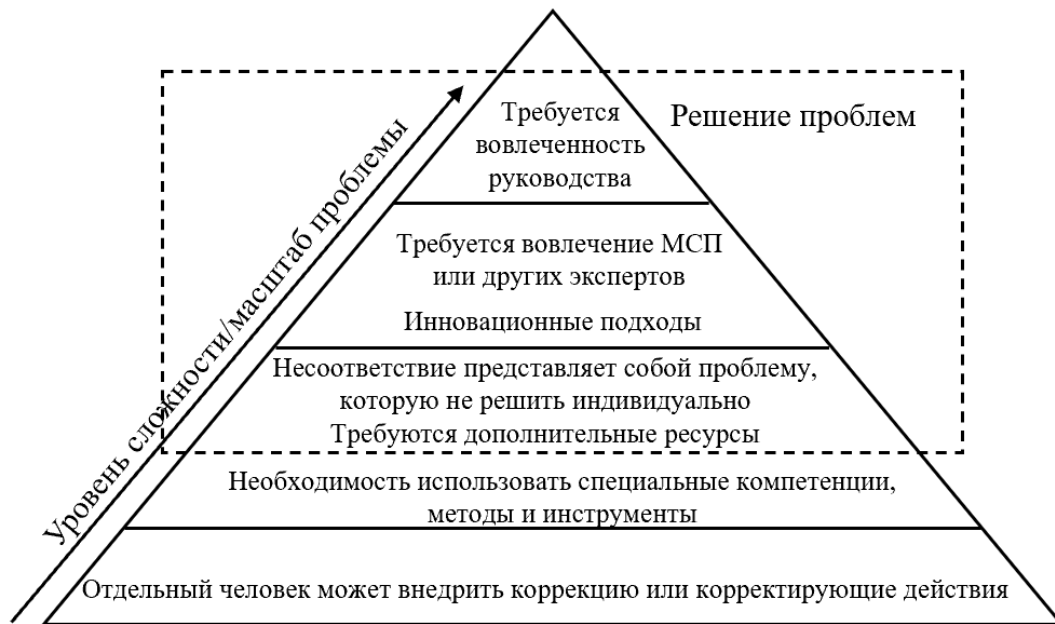 Требуется
вовлеченность
руководства
Решение проблем
Уровень сложности/масштаб проблемы
Требуется вовлечение МСП
или других экспертов
Инновационные подходы
Несоответствие представляет собой проблему,
которую не решить индивидуально
Требуются дополнительные ресурсы
Необходимость использовать специальные компетенции,
методы и инструменты
Отдельный человек может внедрить коррекцию или корректирующие действия